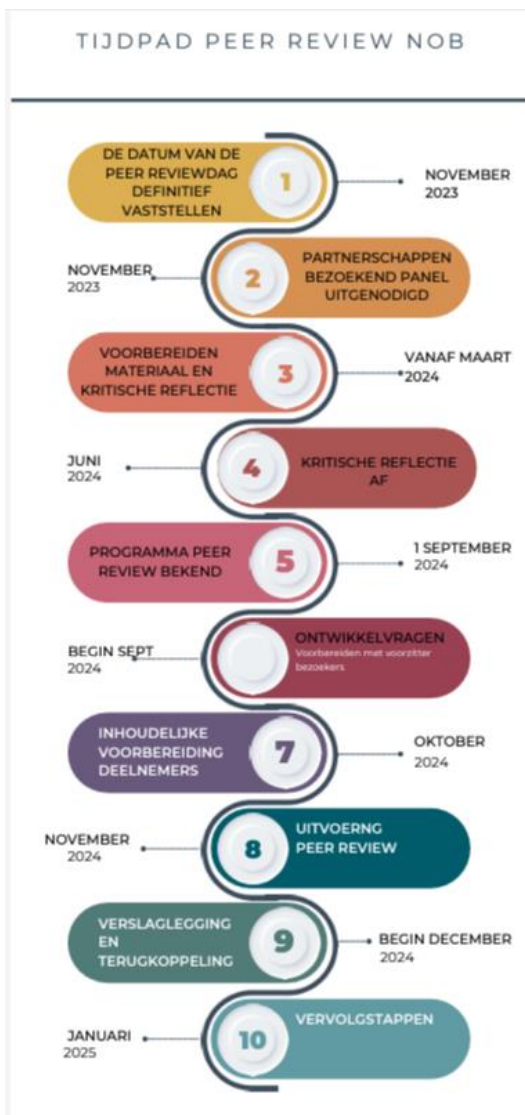 TIJDPAD PEER REVIEW NOB
DE DATUM VAN DE
PEER REVIEWDAG
DEFINITIEF
VASTSTELLEN
1
NOVEMBER
2023
NOVEMBER
2023
2
PARTNERSCHAPPEN
BEZOEKEND PANEL
UITGENODIGD
VOORBEREIDEN
MATERIAAL EN
KRITISCHE REFLECTIE
3
VANAF MAART
2024
JUNI
2024
4
KRITISCHE REFLECTIE
AF
PROGRAMMA PEER
REVIEW BEKEND
5
1 SEPTEMBER
2024
BEGIN SEPT
2024
ONTWIKKELVRAGEN
Voorbereiden met voorzitter
bezoekers
INHOUDELIJKE
VOORBEREIDING
DEELNEMERS
7
OKTOBER
2024
NOVEMBER
2024
8
UITVOERNG
PEER REVIEW
VERSLAGLEGGING
EN
TERUGKOPPELING
9
BEGIN DECEMBER
2024
JANUARI
2025
10
VERVOLGSTAPPEN